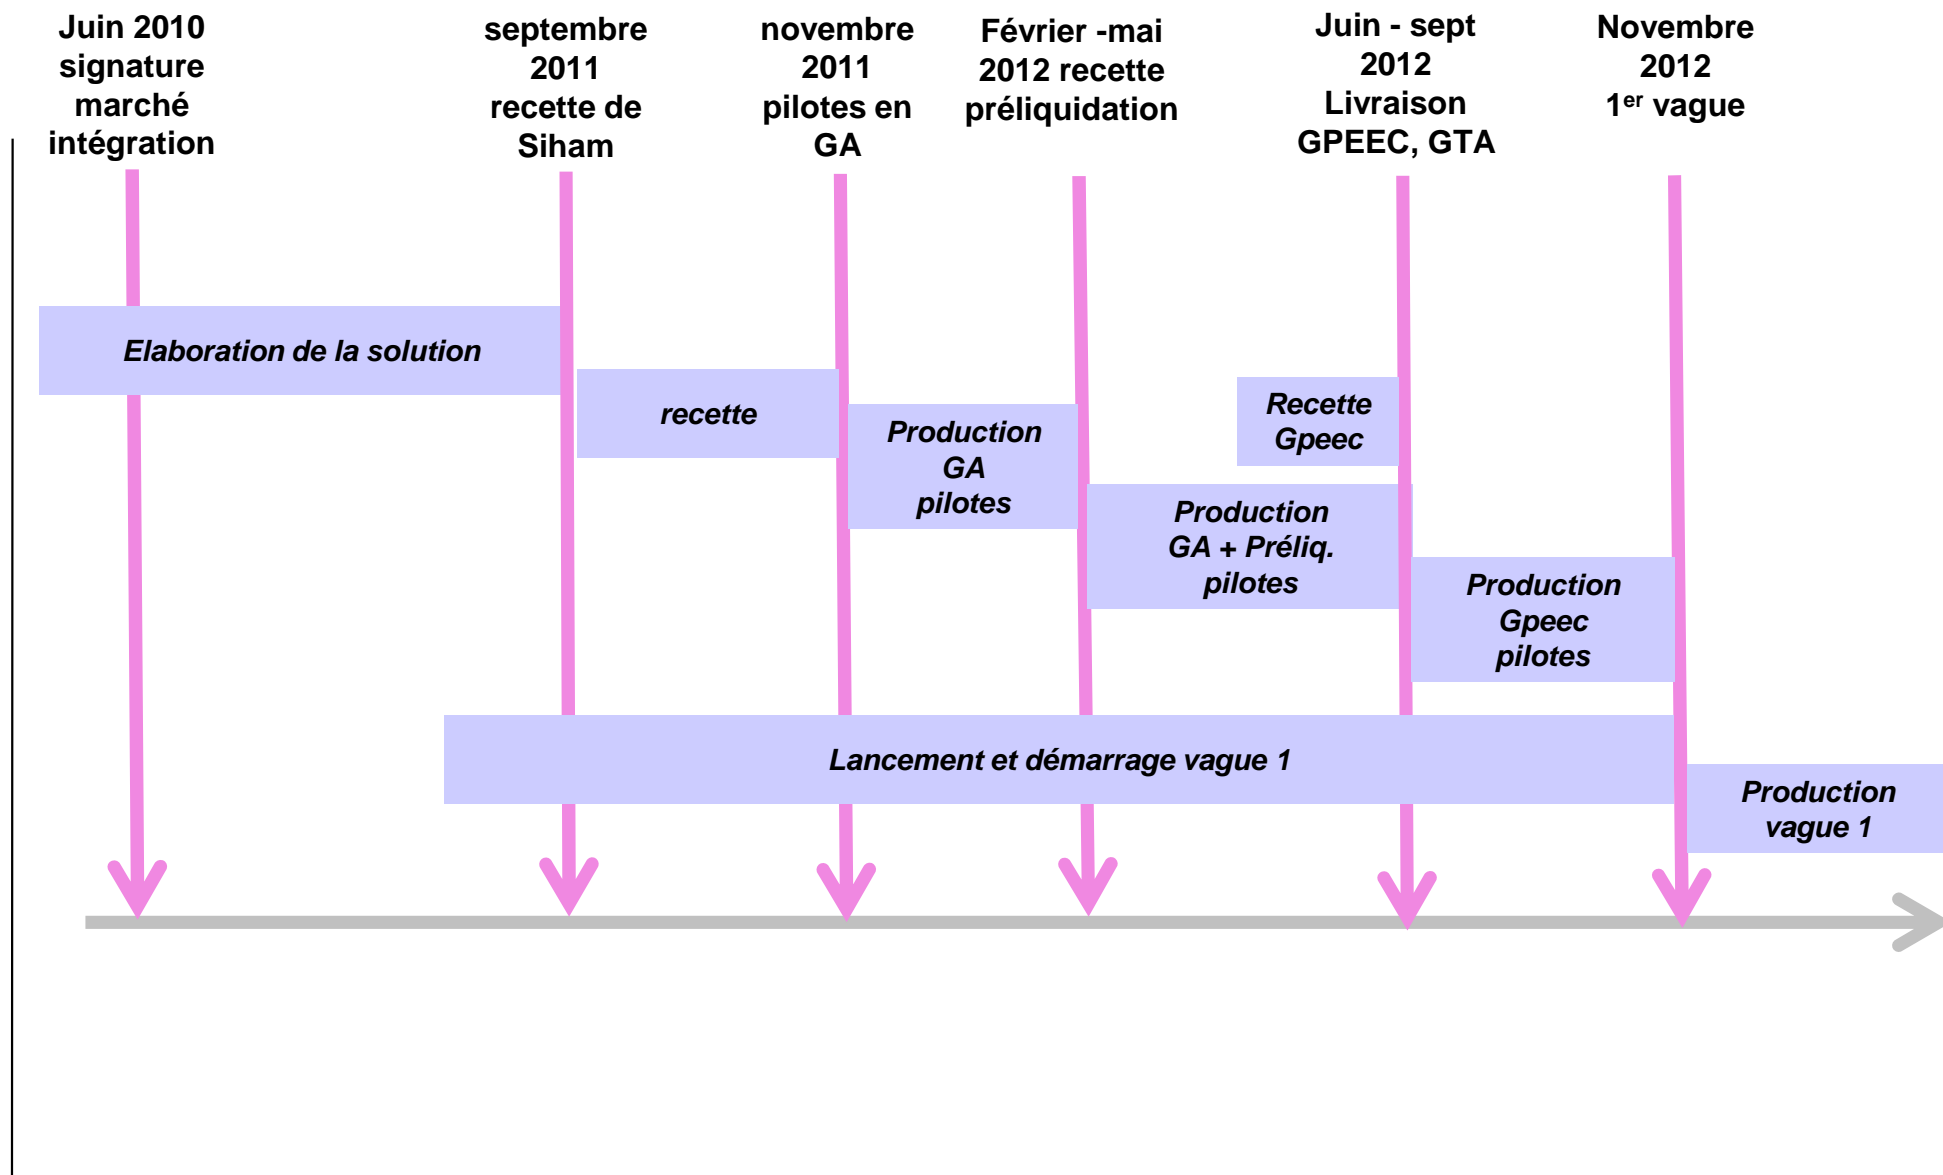 Juin 2010
signature
marché
intégration
septembre
2011
recette de
Siham
novembre
2011
pilotes en
GA
Février -mai
2012 recette
préliquidation
Juin - sept
2012
Livraison
GPEEC, GTA
Novembre
2012
1er vague
Elaboration de la solution
recette
Production
GA
pilotes
Recette
Gpeec
Production
GA + Préliq.
pilotes
Production
Gpeec
pilotes
Lancement et démarrage vague 1
Production
vague 1